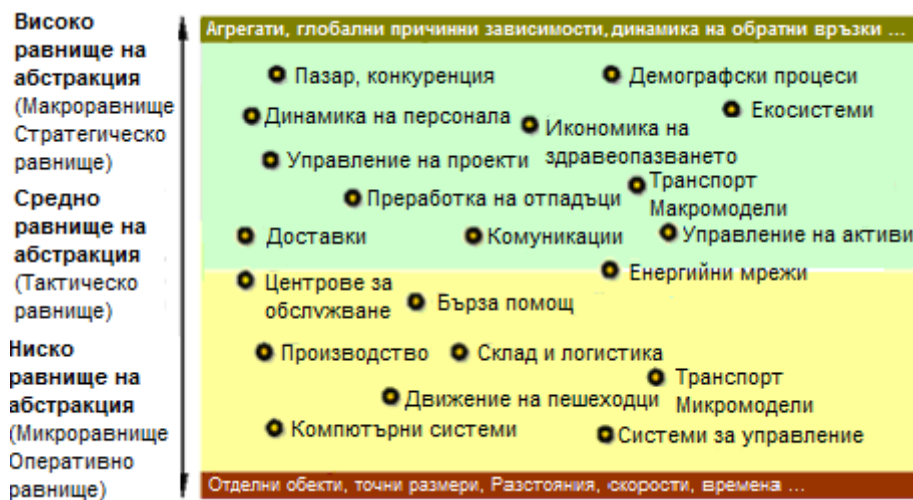 Високо
равнище на
абстракция
(Макроравнище
Стратегическо
равнище)
Средно
равнище на
абстракция
(Тактическо
равнище)
Ниско
равнище на
абстракция
(Микроравнище
Оперативно
равнище)
Агрегати, глобални причинни зависимости, динамика на обратни връзки ...
Пазар, конкуренция
Демографски процеси
Екосистеми
Динамика на персонала
Икономика на
здравеопазването
Управление на проекти
Транспорт
Макромодели
Преработка на отпадъци
Доставки
Комуникации
Управление на активи
Енергийни мрежи
Центрове за
обслужване
Бърза помощ
Производство
Склад и логистика
Транспорт
Микромодели
Движение на пешеходци
Компютърни системи
Системи за управление
Отделни обекти, точни размери, Разстояния, скорости, времена ...